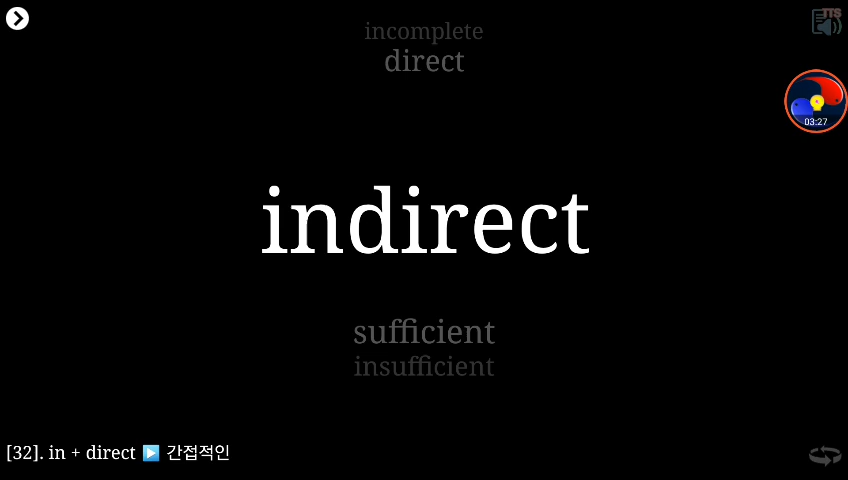 incomplete
direct
TTS
03:27
indirect
sufficient
insufficient
[32]. in + direct ▶ 간접적인